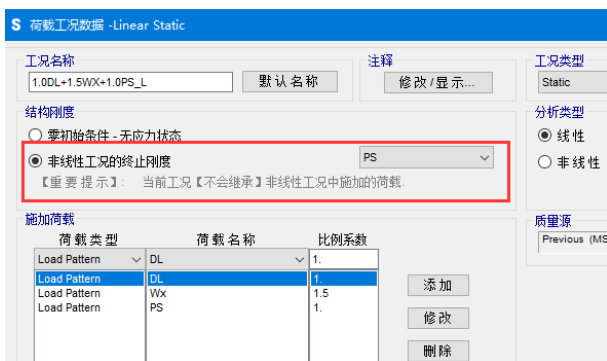 S 荷载工况数据 -Linear Static
工况名称
注释
工况类型
1.0DL+1.5WX+1.0PS_L
默认名称
修改/显示...
Static
结构刚度
分析类型
零初始条件 - 无应力状态
线性
非线性工况的终止刚度
PS
非线性
【重要提示】： 当前工况【不会继承】非线性工况中施加的荷载.
施加荷载
质量源
荷载类型 荷载名称 比例系数
Previous (MS
Load Pattern DL 1.
Load Pattern DL 1.
添加
Load Pattern Wx 1.5
Load Pattern PS 1.
修改
删除